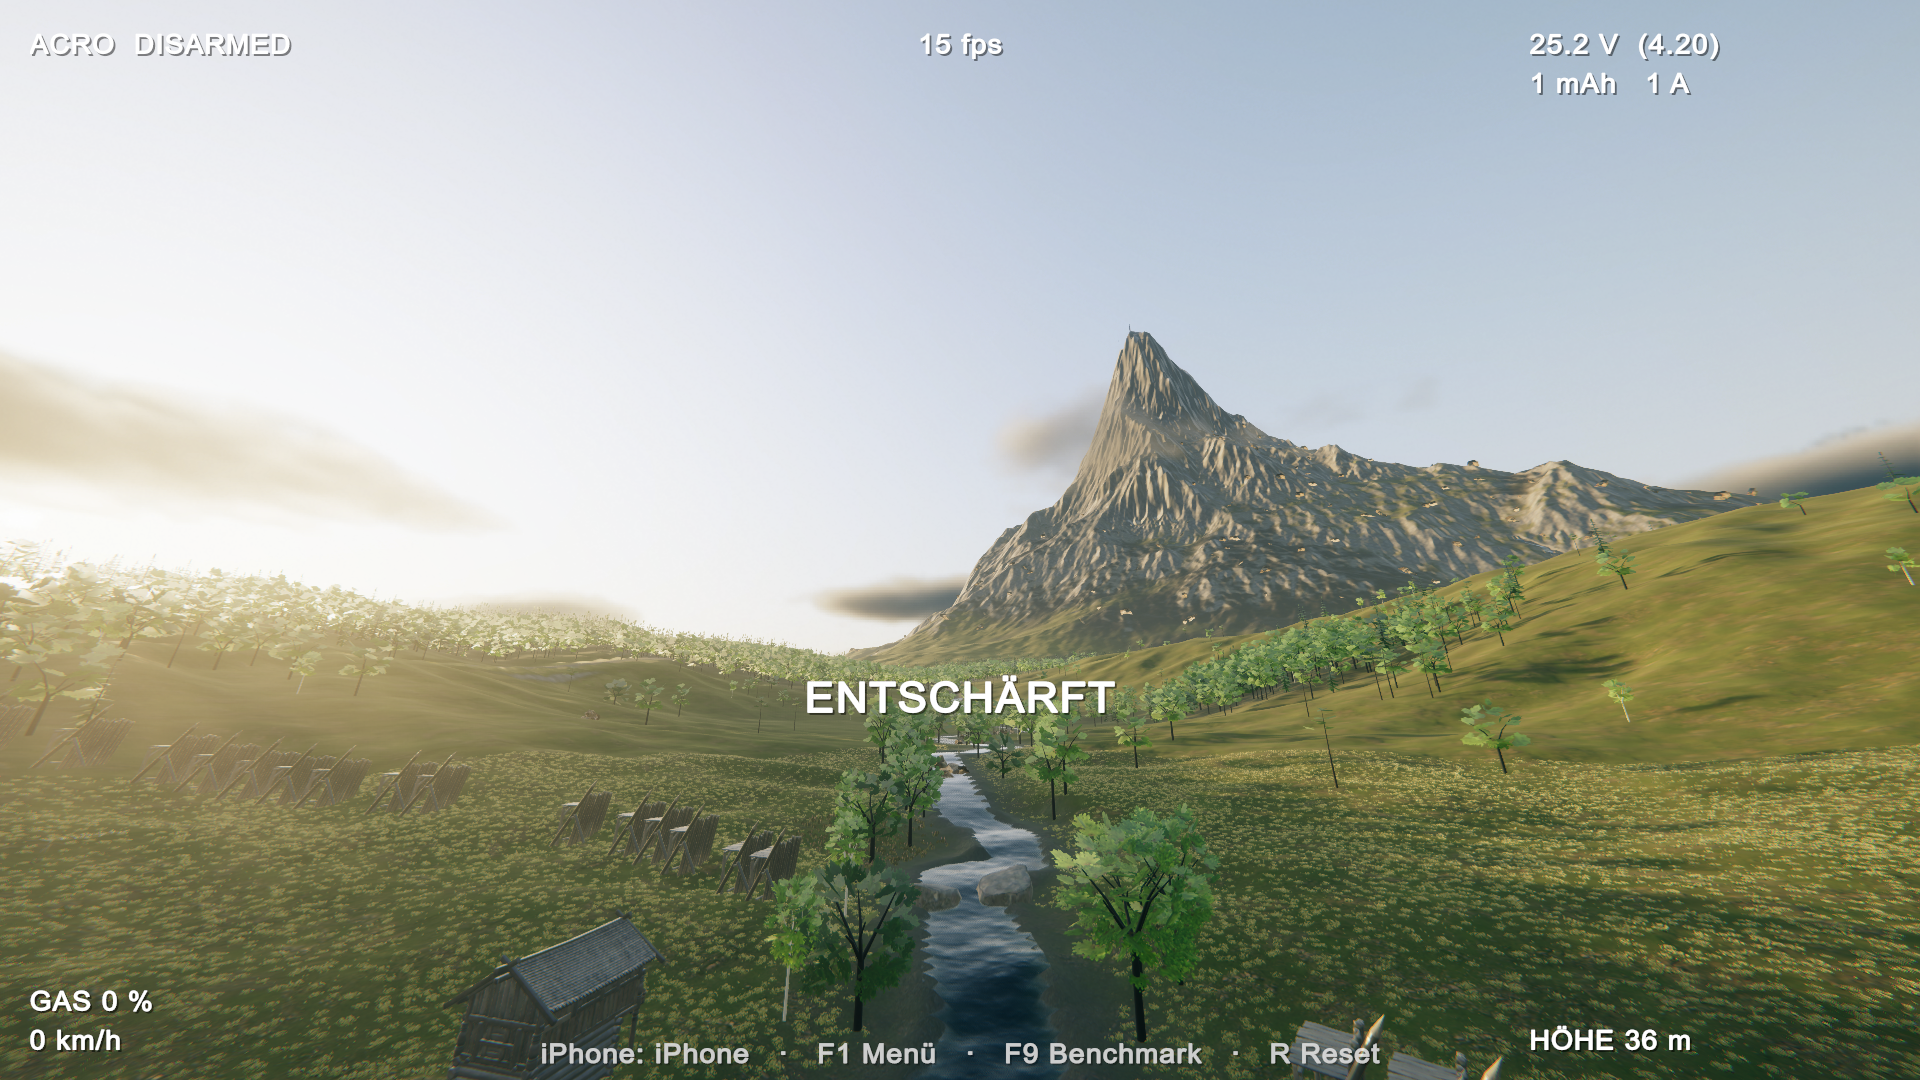 ACRO DISARMED
15 fps
25.2 V (4.20)
1 mAh 1 A
ENTSCHÄRFT
GAS 0 %
0 km/h
iPhone: iPhone · F1 Menü · F9 Benchmark · R Reset
HÖHE 36 m